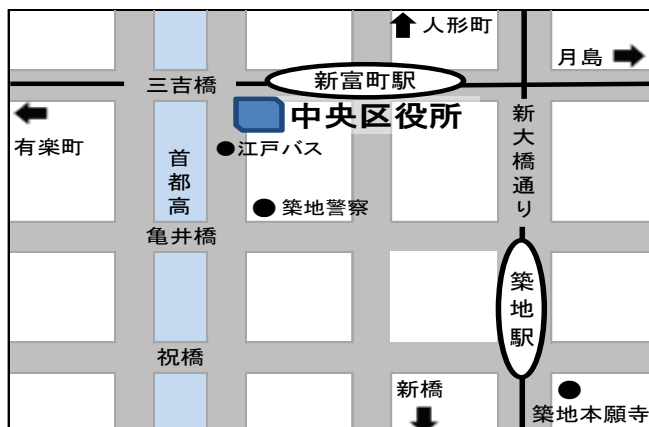 人形町
月島
三吉橋
新富町駅
中央区役所
有楽町
江戸バス
首都高
新大橋通り
築地警察
亀井橋
築地駅
祝橋
新橋
築地本願寺